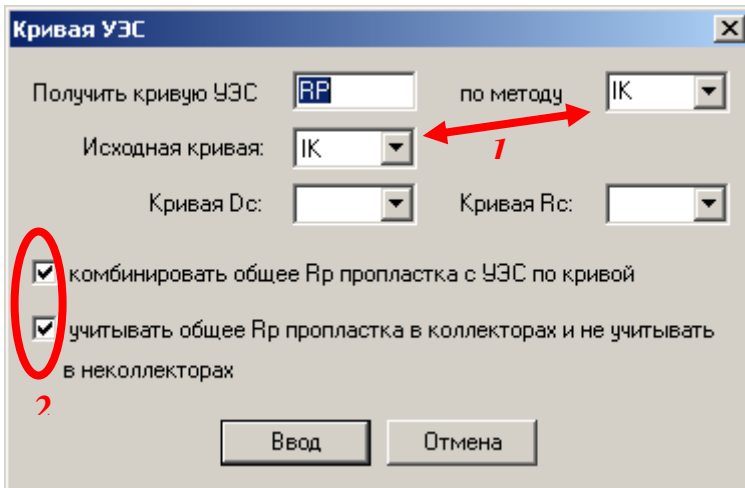 Кривая УЭС
Получить кривую УЭС RP по методу IK
Исходная кривая: IK 1
Кривая Dc: Кривая Rc:
комбинировать общее Rp пропластка с УЭС по кривой
учитывать общее Rp пропластка в коллекторах и не учитывать
в неколлекторах
2
Ввод Отмена